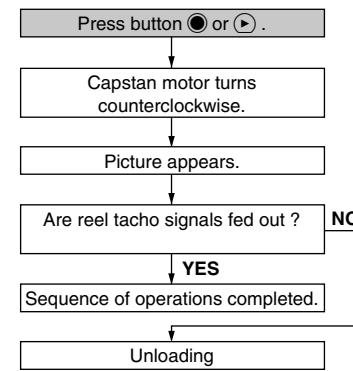 Press button ● or ▶ .
Capstan motor turns
counterclockwise.
Picture appears.
Are reel tacho signals fed out ?
NO
YES
Sequence of operations completed.
Unloading